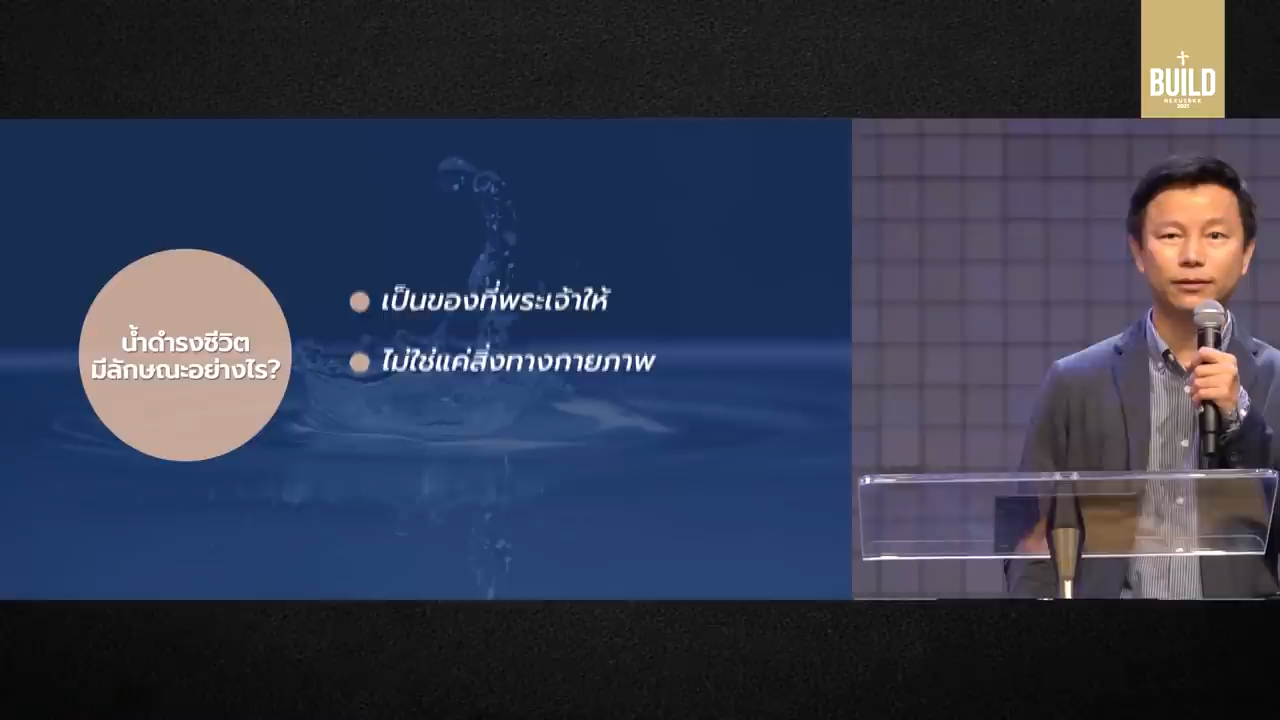 BUILD
NEXUSBKK
2021
น้ำดำรงชีวิต
มีลักษณะอย่างไร?
เป็นของที่พระเจ้าให้
ไม่ใช่แค่สิ่งทางกายภาพ